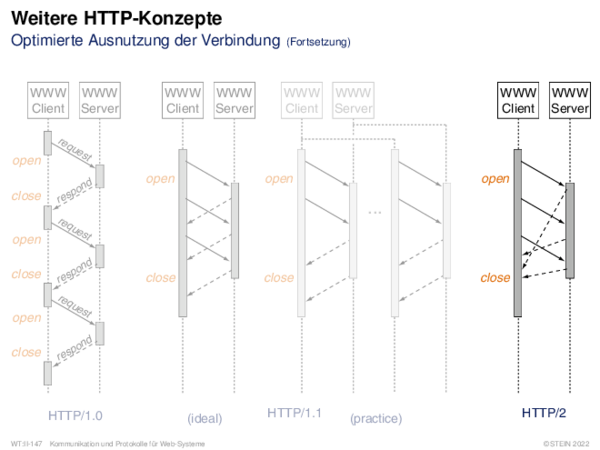 Weitere HTTP-Konzepte
Optimierte Ausnutzung der Verbindung (Fortsetzung)
WWW Client WWW Server WWW Client WWW Server WWW Client WWW Server WWW Client WWW Server
open
close
open
close
open
close
request
respond
request
respond
request
respond
open
close
open
close
...
open
close
HTTP/1.0 (ideal) HTTP/1.1 (practice) HTTP/2
WT:II-147 Kommunikation und Protokolle für Web-Systeme ©STEIN 2022